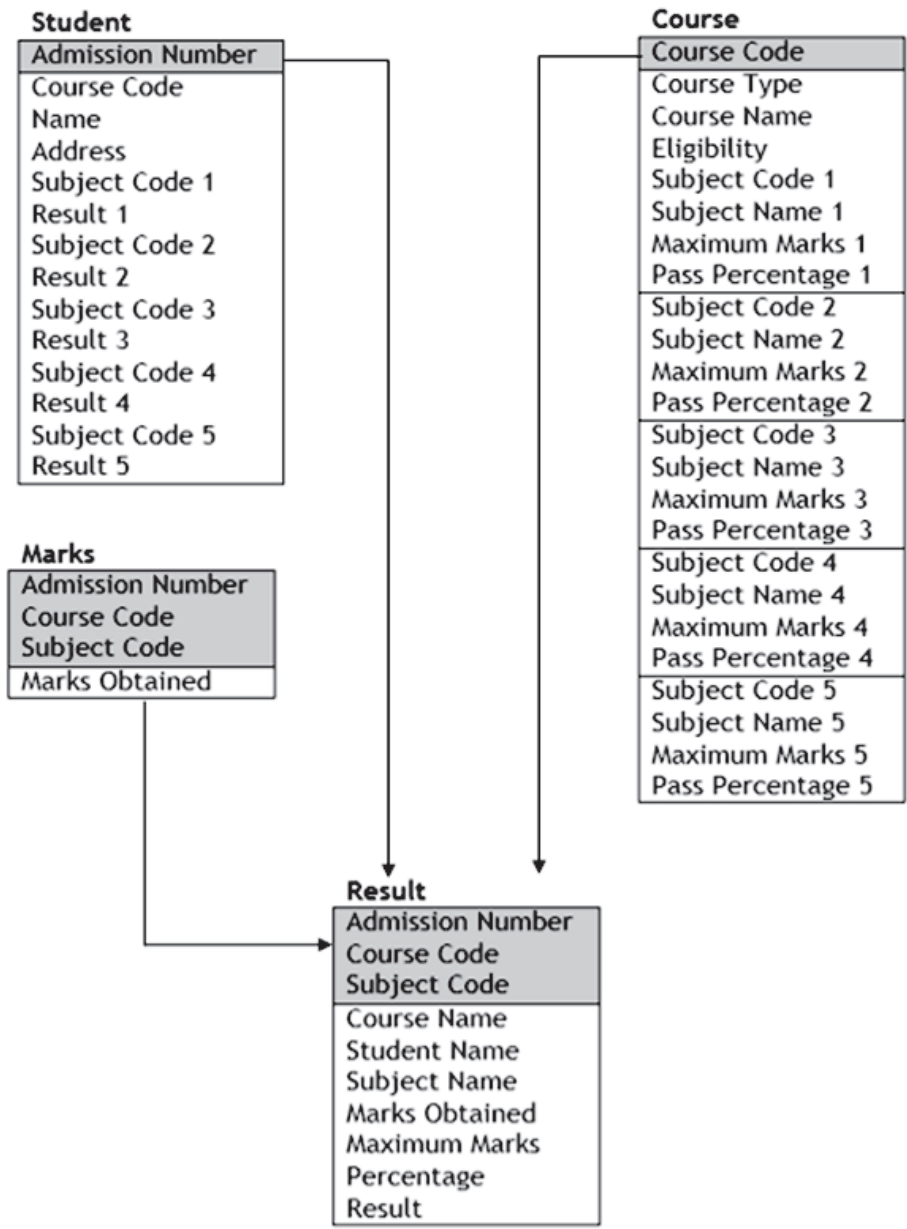 Student
Admission Number
Course Code
Name
Address
Subject Code 1
Result 1
Subject Code 2
Result 2
Subject Code 3
Result 3
Subject Code 4
Result 4
Subject Code 5
Result 5
Course
Course Code
Course Type
Course Name
Eligibility
Subject Code 1
Subject Name 1
Maximum Marks 1
Pass Percentage 1
Subject Code 2
Subject Name 2
Maximum Marks 2
Pass Percentage 2
Subject Code 3
Subject Name 3
Maximum Marks 3
Pass Percentage 3
Subject Code 4
Subject Name 4
Maximum Marks 4
Pass Percentage 4
Subject Code 5
Subject Name 5
Maximum Marks 5
Pass Percentage 5
Marks
Admission Number
Course Code
Subject Code
Marks Obtained
Result
Admission Number
Course Code
Subject Code
Course Name
Student Name
Subject Name
Marks Obtained
Maximum Marks
Percentage
Result